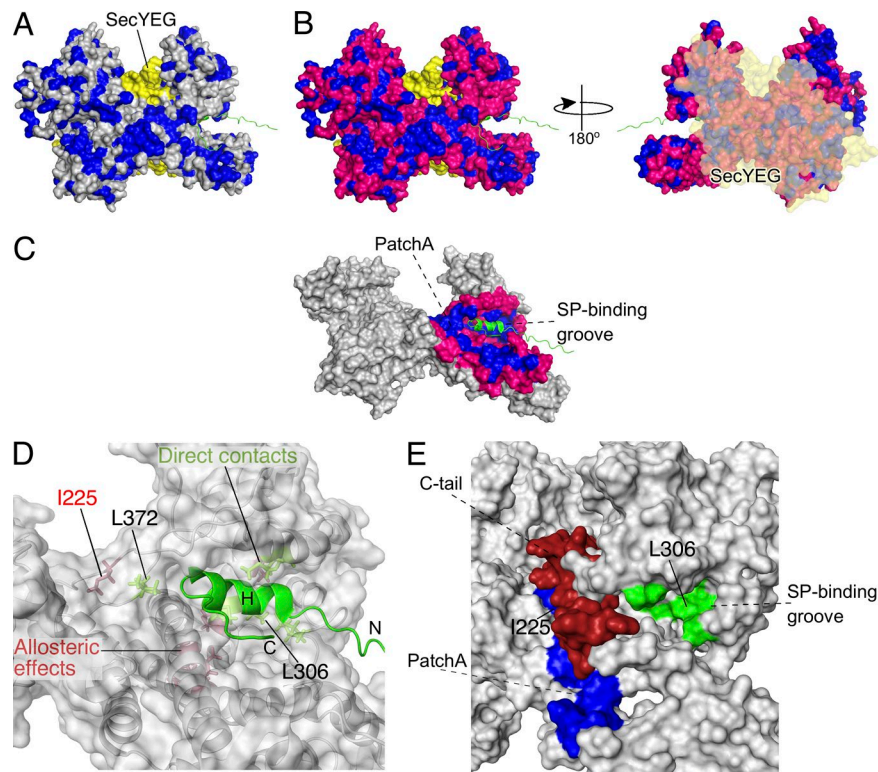 A
SecYEG
B
180º
SecYEG
C
PatchA
SP-binding
groove
D
Direct contacts
I225
L372
H
N
C
L306
Allosteric
effects
E
C-tail
L306
SP-binding
groove
I225
PatchA